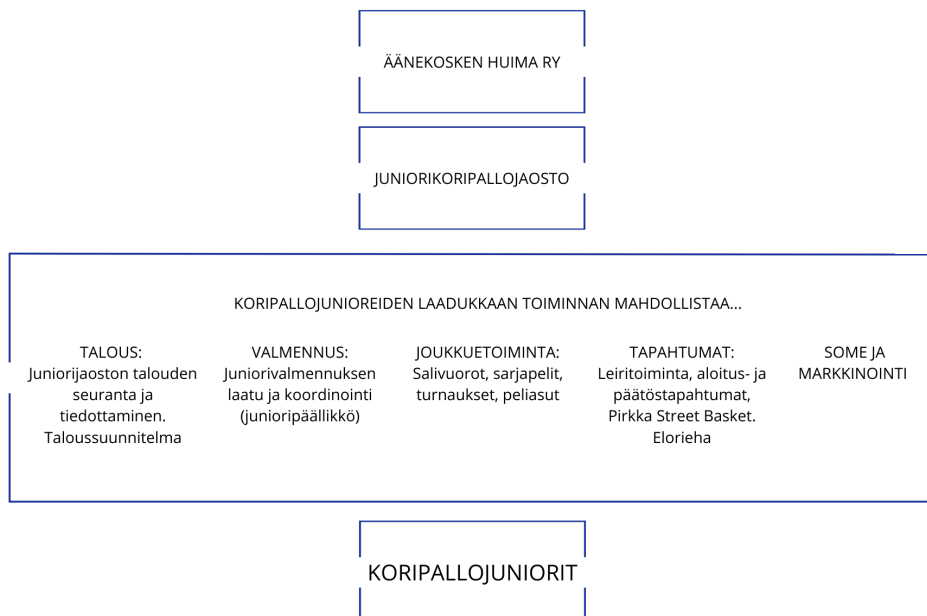 ÄÄNEKOSKEN HUIMA RY
JUNIORIKORIPALLOJAOSTO
KORIPALLOJUNIOREIDEN LAADUKKAAN TOIMINNAN MAHDOLLISTAA...
TALOUS:
Juniorijaoston talouden
seuranta ja
tiedottaminen.
Taloussuunnitelma
VALMENNUS:
Juniorivalmennuksen
laatu ja koordinointi
(junioripäällikkö)
JOUKKUETOIMINTA:
Salivuorot, sarjapelit,
turnaukset, peliasut
TAPAHTUMAT:
Leiritoiminta, aloitus- ja
päätöstapahtumat,
Pirkka Street Basket.
Elorieha
SOME JA
MARKKINOINTI
KORIPALLOJUNIORIT